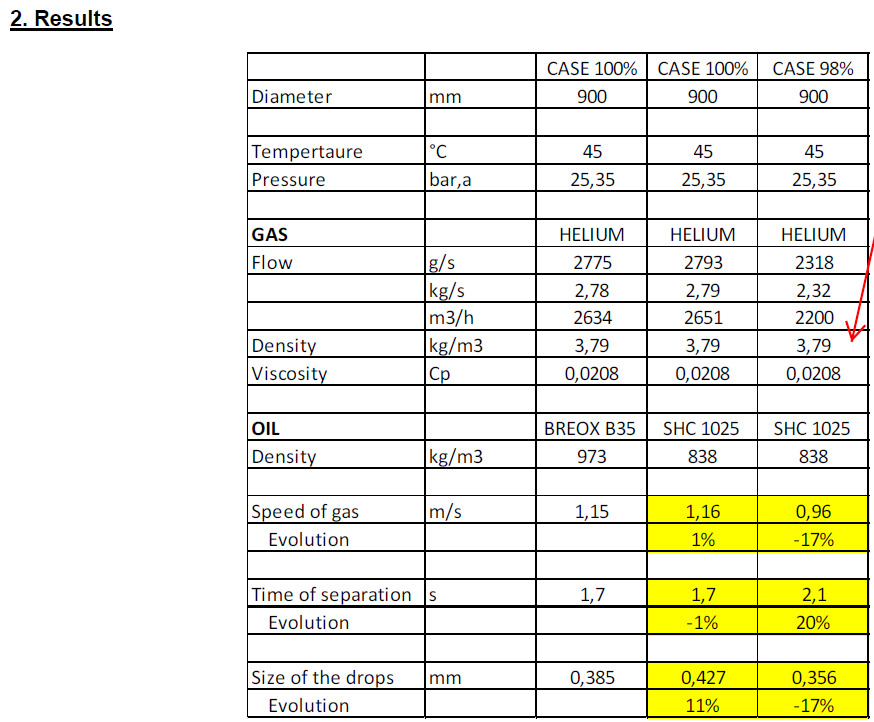 2. Results
CASE 100% CASE 100% CASE 98%
Diameter mm 900 900 900
Tempertaure °C 45 45 45
Pressure bar,a 25,35 25,35 25,35
GAS HELIUM HELIUM HELIUM
Flow g/s 2775 2793 2318
kg/s 2,78 2,79 2,32
m3/h 2634 2651 2200
Density kg/m3 3,79 3,79 3,79
Viscosity Cp 0,0208 0,0208 0,0208
OIL BREOX B35 SHC 1025 SHC 1025
Density kg/m3 973 838 838
Speed of gas m/s 1,15 1,16 0,96
Evolution 1% -17%
Time of separation s 1,7 1,7 2,1
Evolution -1% 20%
Size of the drops mm 0,385 0,427 0,356
Evolution 11% -17%